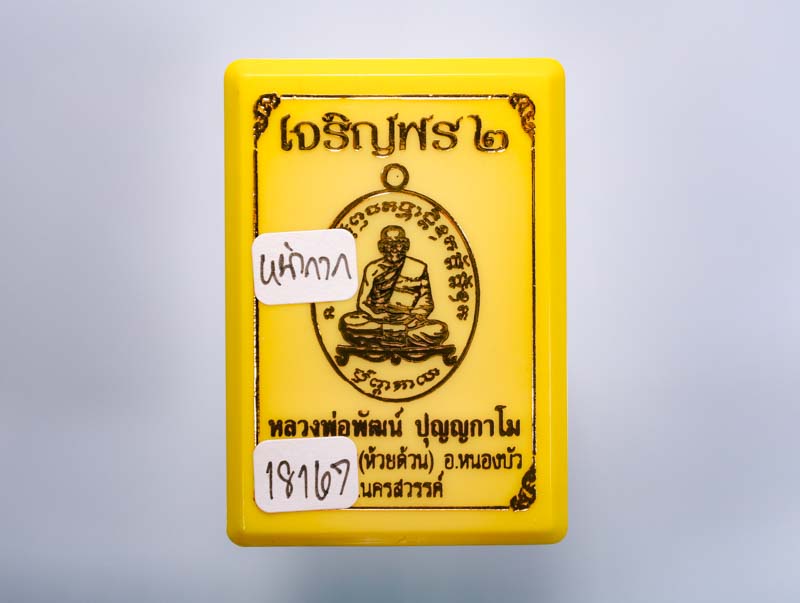 เจริญพร ๒
หน้ากาก
หลวงพ่อพัฒน์ ปุญญกาโม
(ห้วยด้วน) อ.หนองบัว
18167
.นครสวรรค์